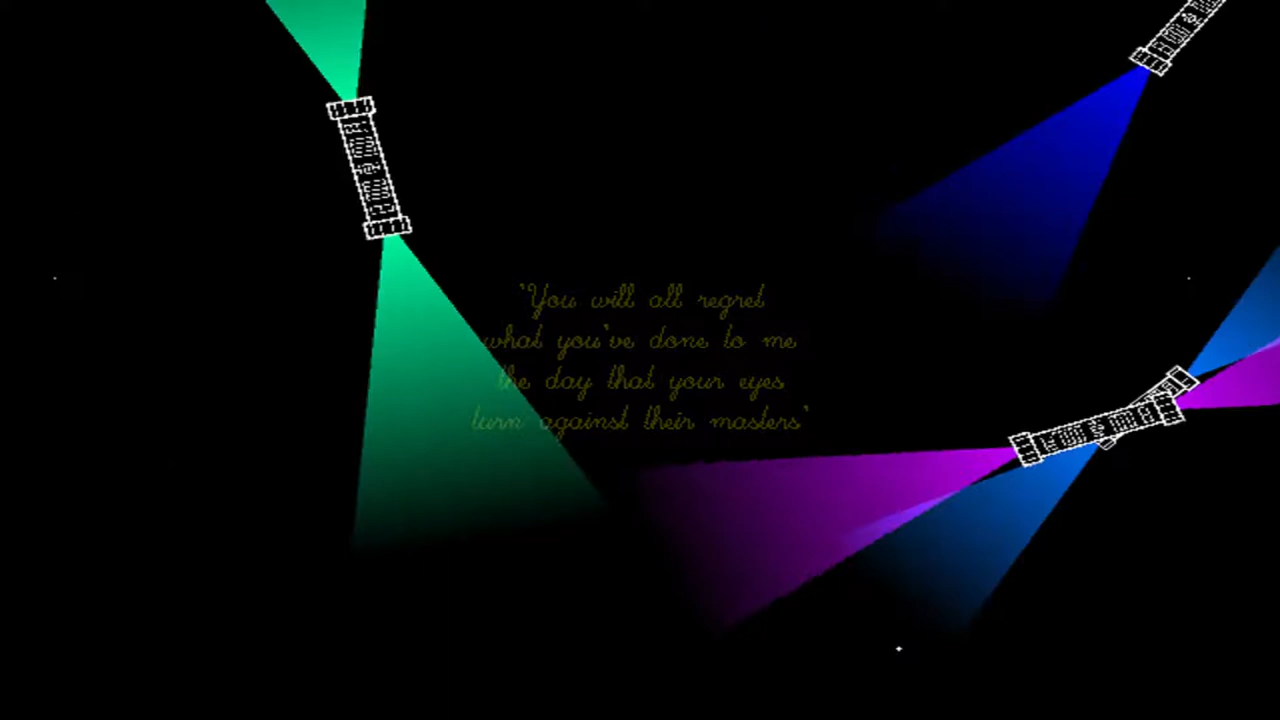 'You will all regret
what you've done to me
the day that your eyes
turn against their masters'